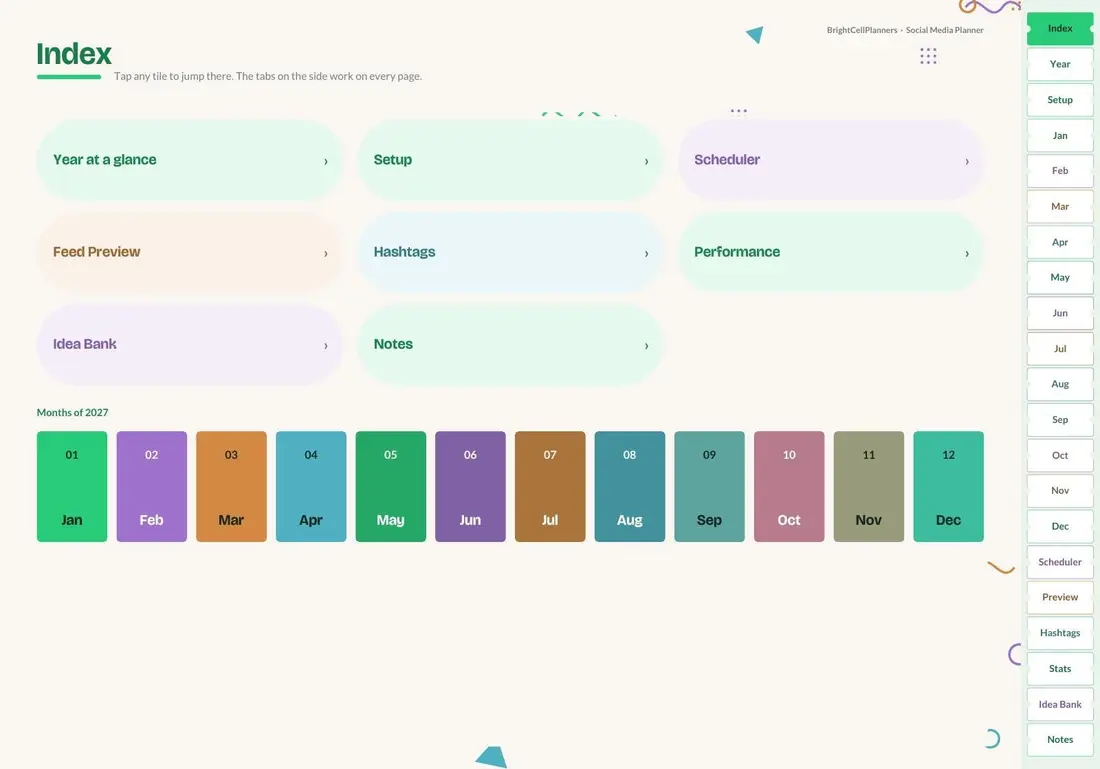 BrightCellPlanners · Social Media Planner
Index
Tap any tile to jump there. The tabs on the side work on every page.
Year at a glance ›
Setup ›
Scheduler ›
Feed Preview ›
Hashtags ›
Performance ›
Idea Bank ›
Notes ›
Months of 2027
01 02 03 04 05 06 07 08 09 10 11 12
Jan Feb Mar Apr May Jun Jul Aug Sep Oct Nov Dec
Index
Year
Setup
Jan
Feb
Mar
Apr
May
Jun
Jul
Aug
Sep
Oct
Nov
Dec
Scheduler
Preview
Hashtags
Stats
Idea Bank
Notes